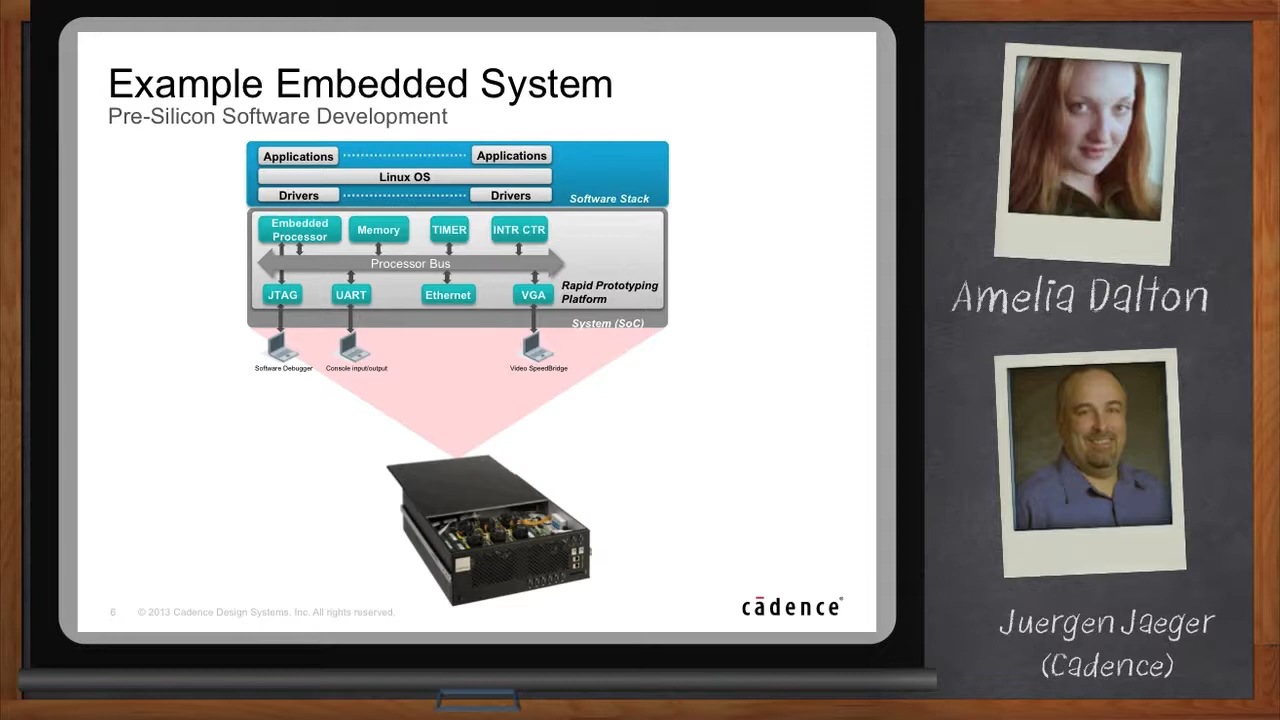 Example Embedded System
Pre-Silicon Software Development
Applications
Applications
Linux OS
Drivers
Drivers
Software Stack
Embedded
Processor
Memory
TIMER
INTR CTR
Processor Bus
JTAG
UART
Ethernet
VGA
Rapid Prototyping
Platform
System (SoC)
Software Debugger
Console input/output
Video SpeedBridge
6
© 2013 Cadence Design Systems. Inc. All rights reserved.
cādence®
Amelia Dalton
Juergen Jaeger
(Cadence)